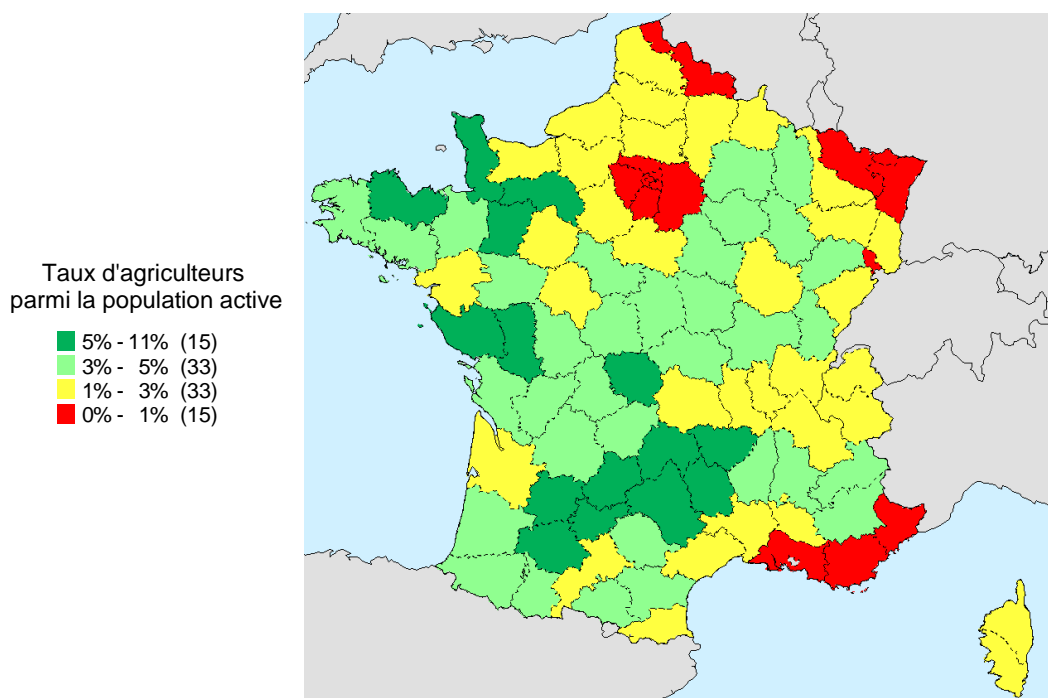 Taux d'agriculteurs
parmi la population active
5% - 11% (15)
3% - 5% (33)
1% - 3% (33)
0% - 1% (15)